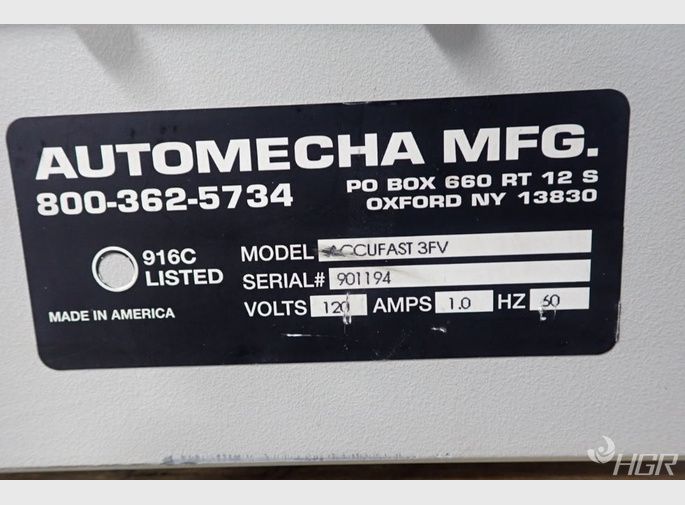 AUTOMECHA MFG.
800-362-5734
PO BOX 660 RT 12 S
OXFORD NY 13830
916C
LISTED
MADE IN AMERICA
MODEL ACCUFAST 3FV
SERIAL# 901194
VOLTS 120 AMPS 1.0 HZ 60
HGR